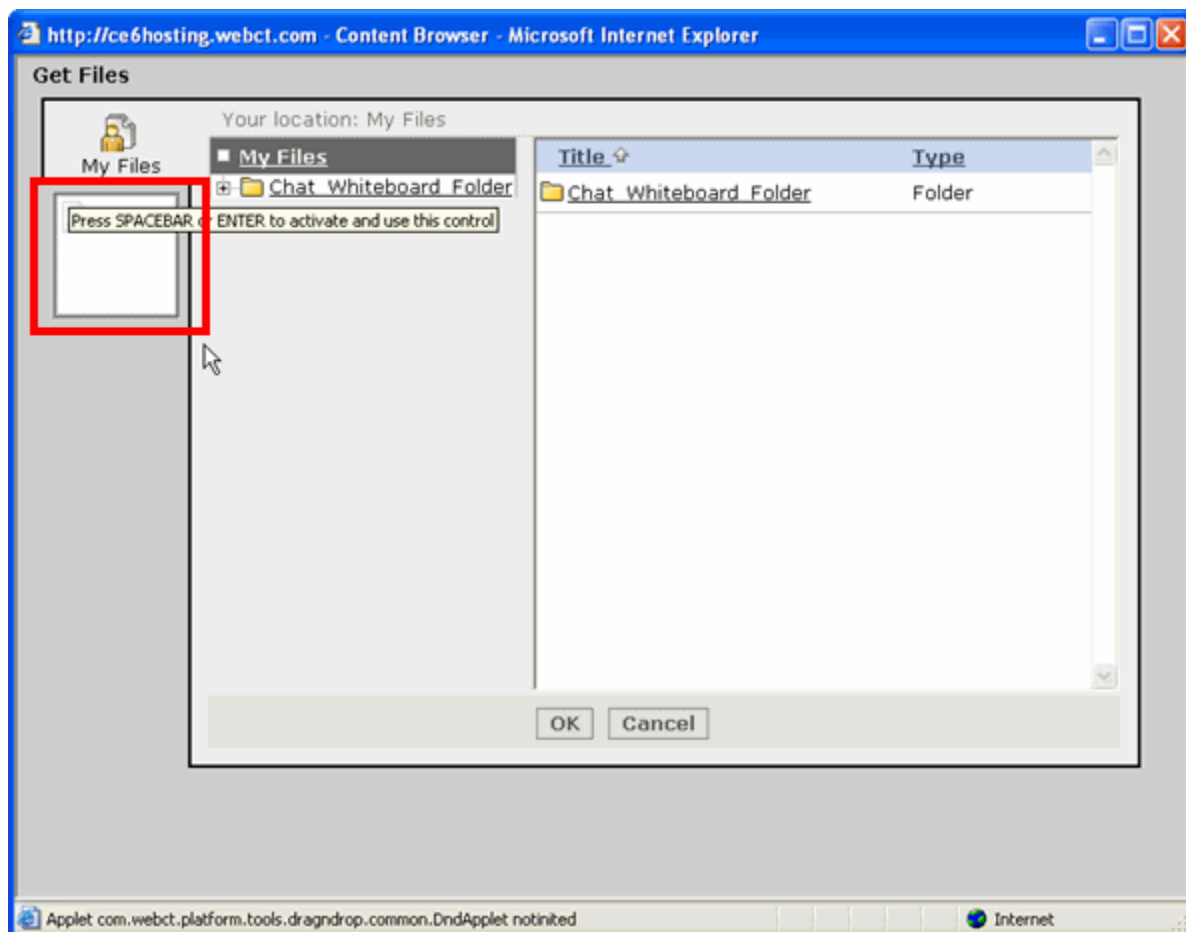 http://ce6hosting.webct.com - Content Browser - Microsoft Internet Explorer
Get Files
My Files
Your location: My Files
My Files
Chat_Whiteboard_Folder
Title Type
Chat_Whiteboard_Folder Folder
Press SPACEBAR or ENTER to activate and use this control
OK Cancel
Applet com.webct.platform.tools.dragndrop.common.DndApplet notinited Internet